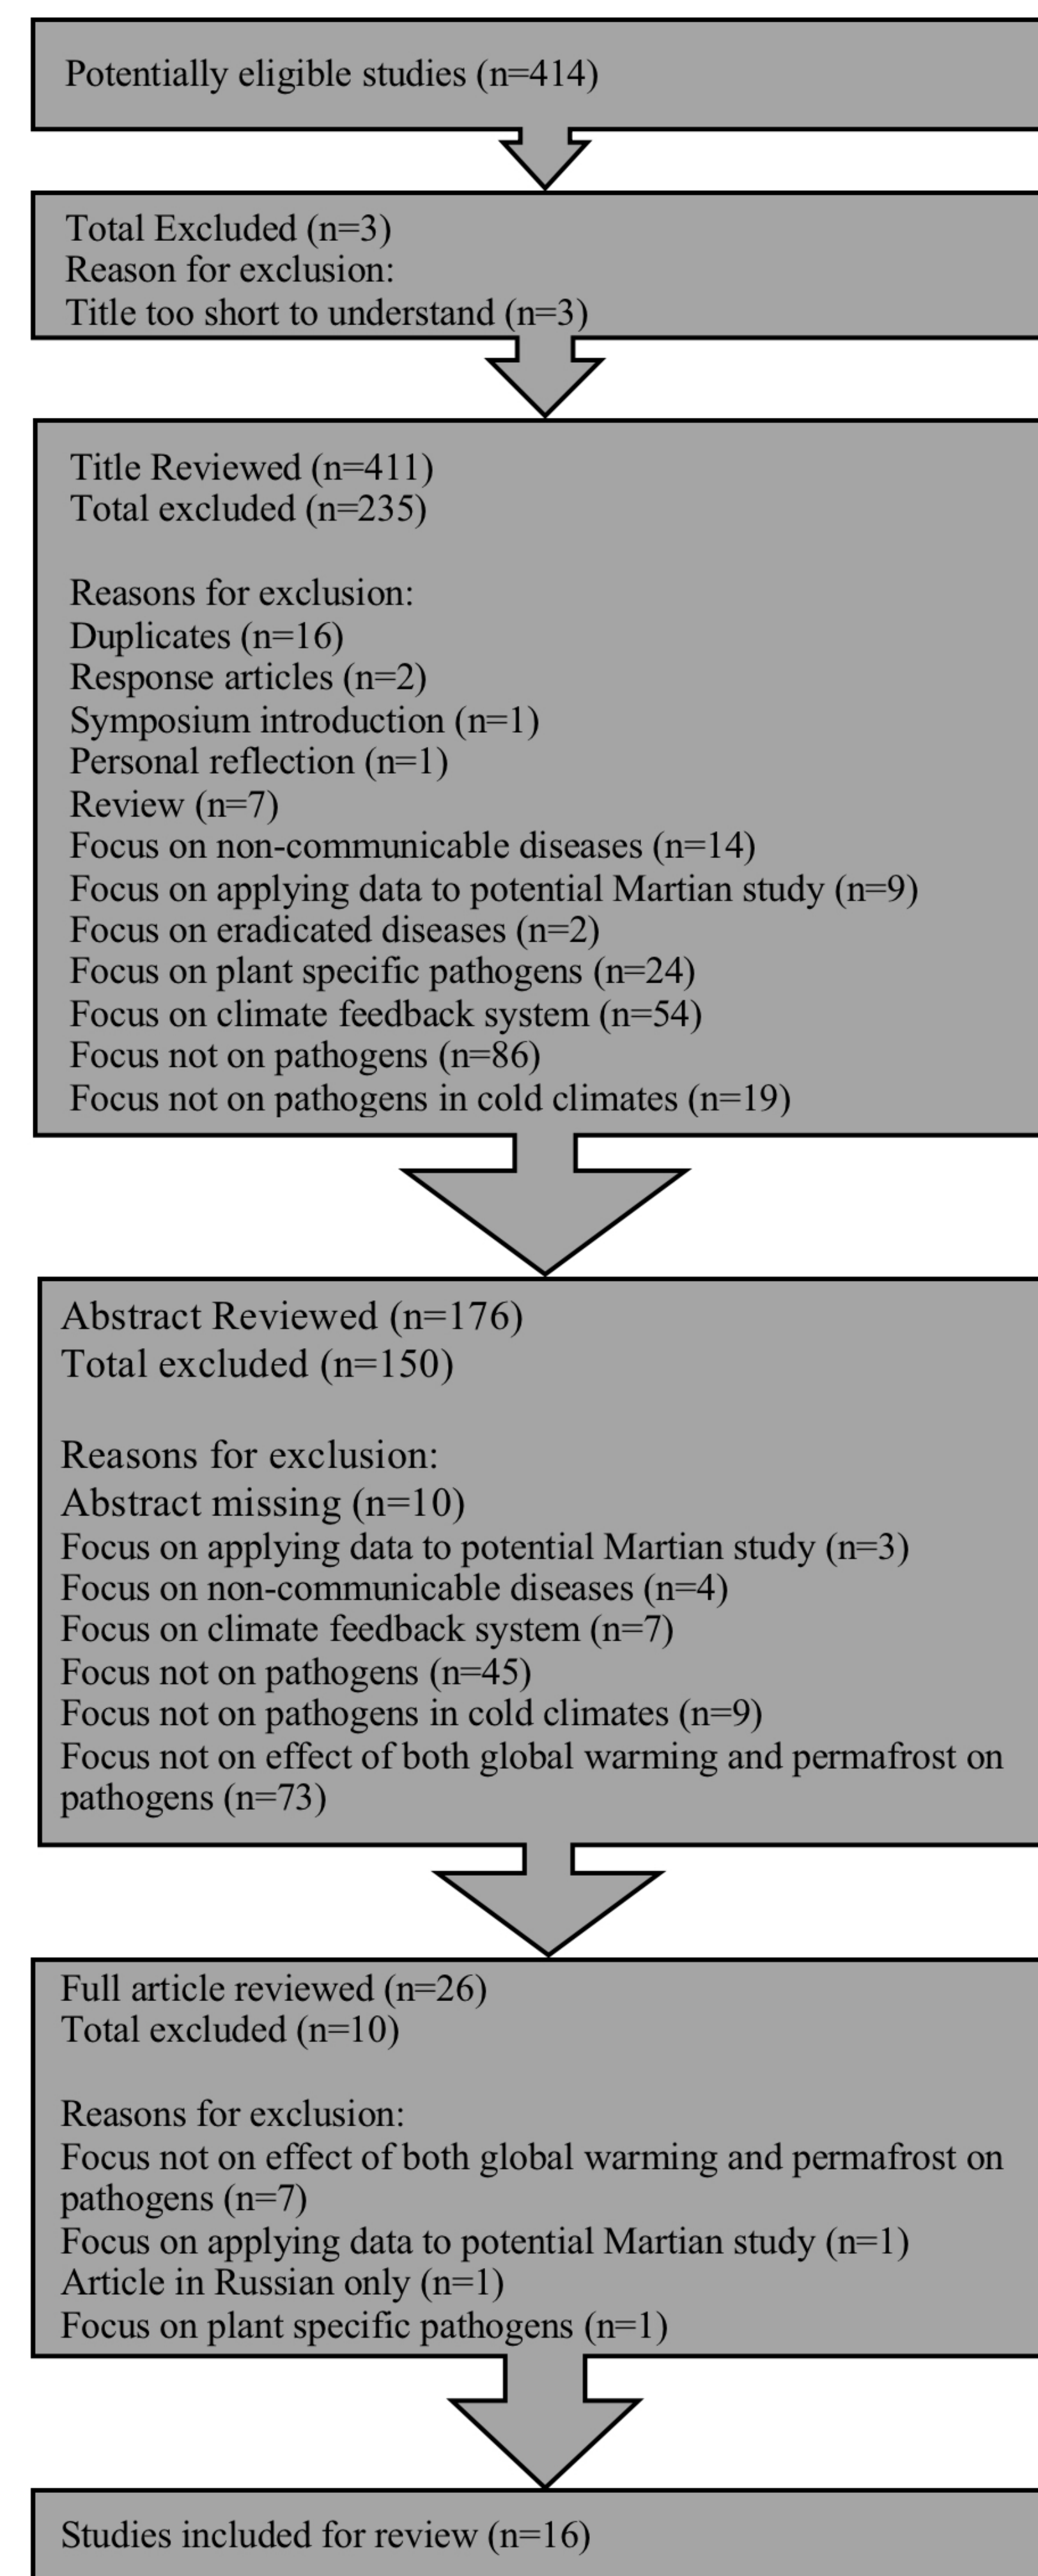 Potentially eligible studies (n=414)
Total Excluded (n=3)
Reason for exclusion:
Title too short to understand (n=3)
Title Reviewed (n=411)
Total excluded (n=235)
Reasons for exclusion:
Duplicates (n=16)
Response articles (n=2)
Symposium introduction (n=1)
Personal reflection (n=1)
Review (n=7)
Focus on non-communicable diseases (n=14)
Focus on applying data to potential Martian study (n=9)
Focus on eradicated diseases (n=2)
Focus on plant specific pathogens (n=24)
Focus on climate feedback system (n=54)
Focus not on pathogens (n=86)
Focus not on pathogens in cold climates (n=19)
Abstract Reviewed (n=176)
Total excluded (n=150)
Reasons for exclusion:
Abstract missing (n=10)
Focus on applying data to potential Martian study (n=3)
Focus on non-communicable diseases (n=4)
Focus on climate feedback system (n=7)
Focus not on pathogens (n=45)
Focus not on pathogens in cold climates (n=9)
Focus not on effect of both global warming and permafrost on
pathogens (n=73)
Full article reviewed (n=26)
Total excluded (n=10)
Reasons for exclusion:
Focus not on effect of both global warming and permafrost on
pathogens (n=7)
Focus on applying data to potential Martian study (n=1)
Article in Russian only (n=1)
Focus on plant specific pathogens (n=1)
Studies included for review (n=16)